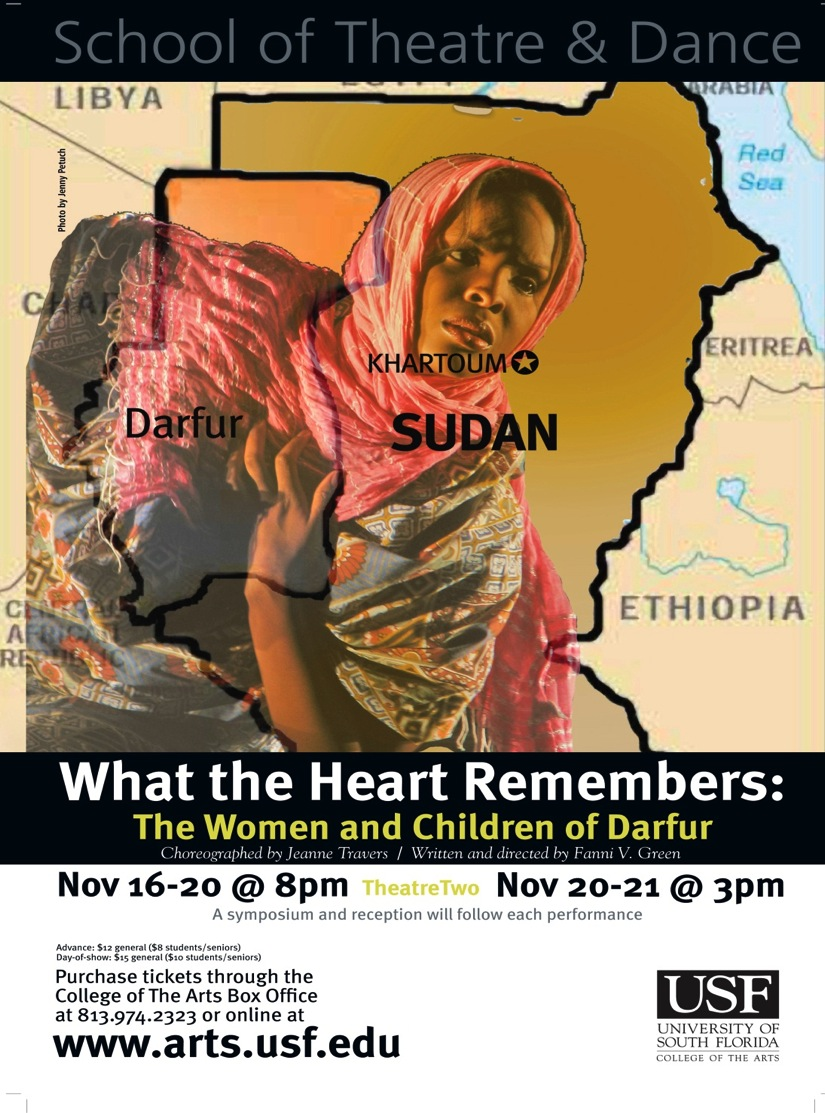 School of Theatre & Dance
EGYPT
ARABIA
LIBYA
Red
Sea
Photo by Jenny Petuch
CHAD
ERITREA
KHARTOUM
Darfur
SUDAN
ETHIOPIA
CENTRAL
AFRICAN
REPUBLIC
What the Heart Remembers:
The Women and Children of Darfur
Choreographed by Jeanne Travers / Written and directed by Fanni V. Green
Nov 16-20 @ 8pm TheatreTwo Nov 20-21 @ 3pm
A symposium and reception will follow each performance
Advance: $12 general ($8 students/seniors)
Day-of-show: $15 general ($10 students/seniors)
Purchase tickets through the
College of The Arts Box Office
at 813.974.2323 or online at
www.arts.usf.edu
USF
UNIVERSITY OF
SOUTH FLORIDA
COLLEGE OF THE ARTS